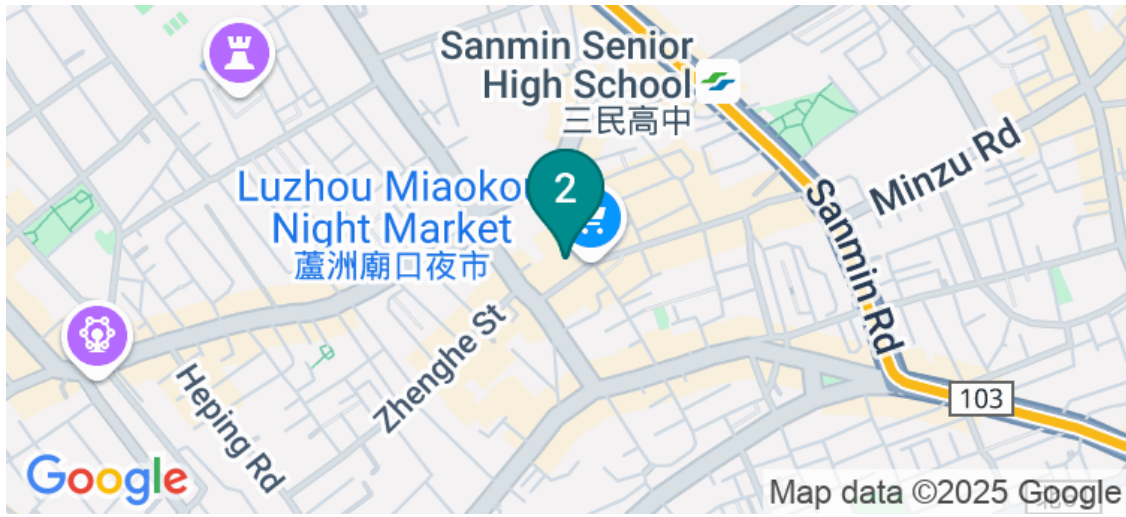 Sanmin Senior
High School
三民高中
Luzhou Miaoko
Night Market
蘆洲廟口夜市
2
Minzu Rd
Sanmin Rd
Zhenghe St
Heping Rd
103
Google
Map data ©2025 Google